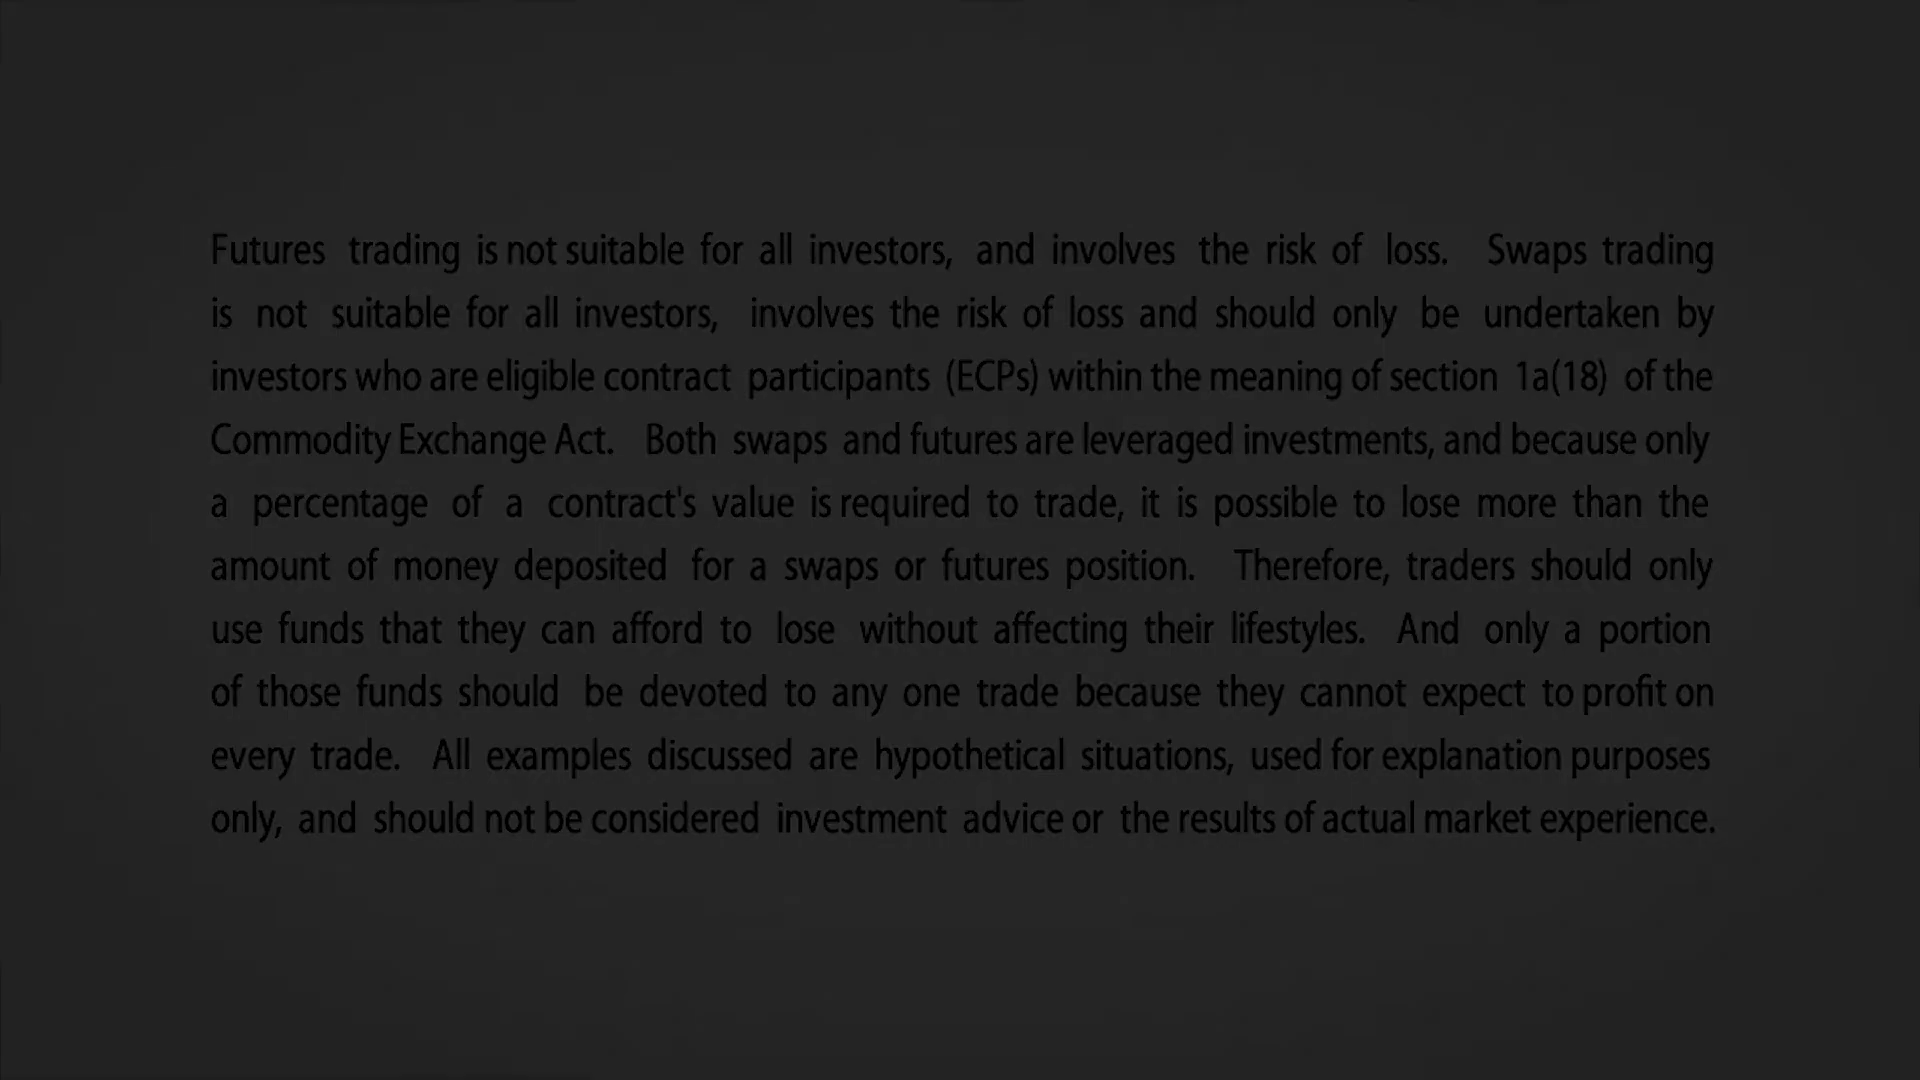 Futures trading is not suitable for all investors, and involves the risk of loss. Swaps trading
is not suitable for all investors, involves the risk of loss and should only be undertaken by
investors who are eligible contract participants (ECPs) within the meaning of section 1a(18) of the
Commodity Exchange Act. Both swaps and futures are leveraged investments, and because only
a percentage of a contract's value is required to trade, it is possible to lose more than the
amount of money deposited for a swaps or futures position. Therefore, traders should only
use funds that they can afford to lose without affecting their lifestyles. And only a portion
of those funds should be devoted to any one trade because they cannot expect to profit on
every trade. All examples discussed are hypothetical situations, used for explanation purposes
only, and should not be considered investment advice or the results of actual market experience.